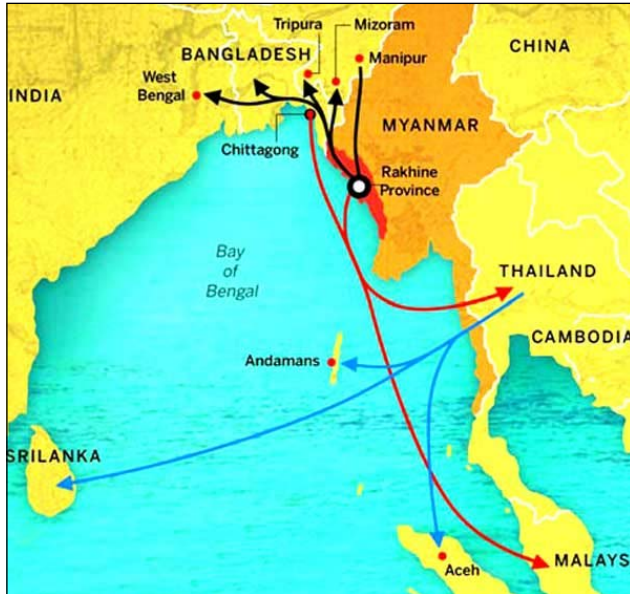 Tripura
Mizoram
BANGLADESH
Manipur
CHINA
West
Bengal
INDIA
MYANMAR
Chittagong
Rakhine
Province
Bay
of
Bengal
THAILAND
CAMBODIA
Andamans
SRILANKA
Aceh
MALAYS